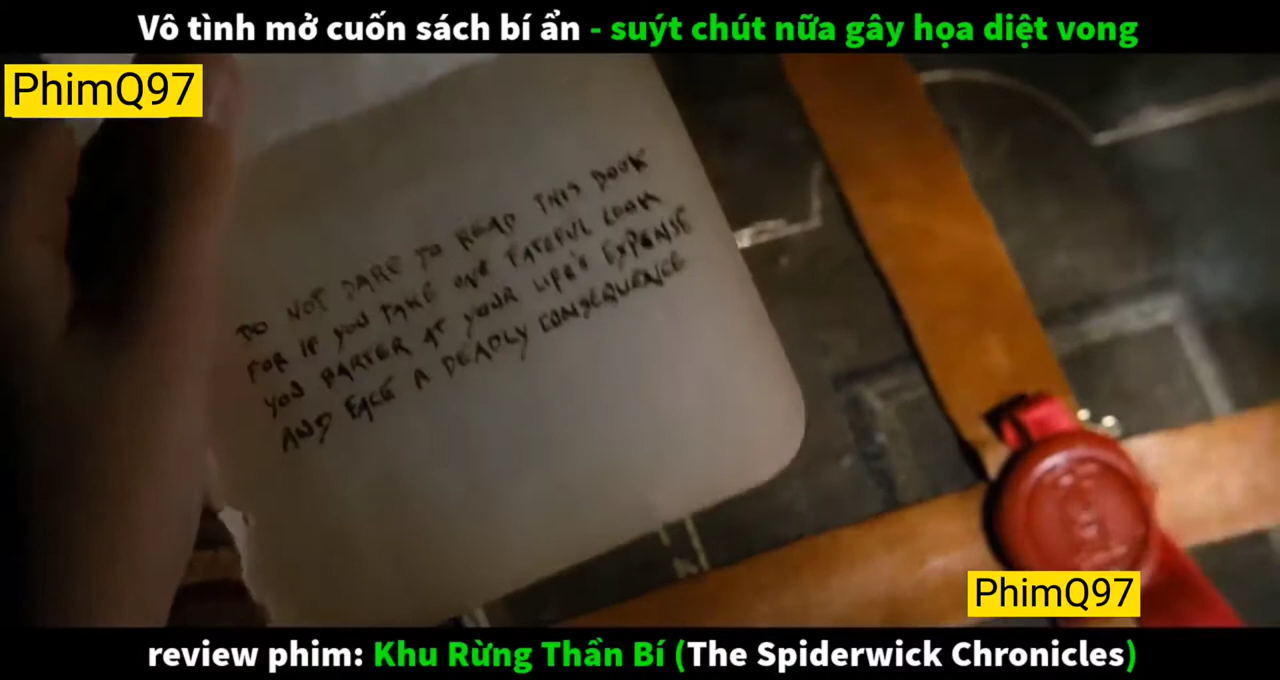 Vô tình mở cuốn sách bí ẩn - suýt chút nữa gây họa diệt vong
PhimQ97
DO NOT DARE TO READ THIS BOOK
FOR IF YOU TAKE ONE FATEFUL LOOK
YOU BARTER AT YOUR LIFE'S EXPENSE
AND FACE A DEADLY CONSEQUENCE
PhimQ97
review phim: Khu Rừng Thần Bí (The Spiderwick Chronicles)